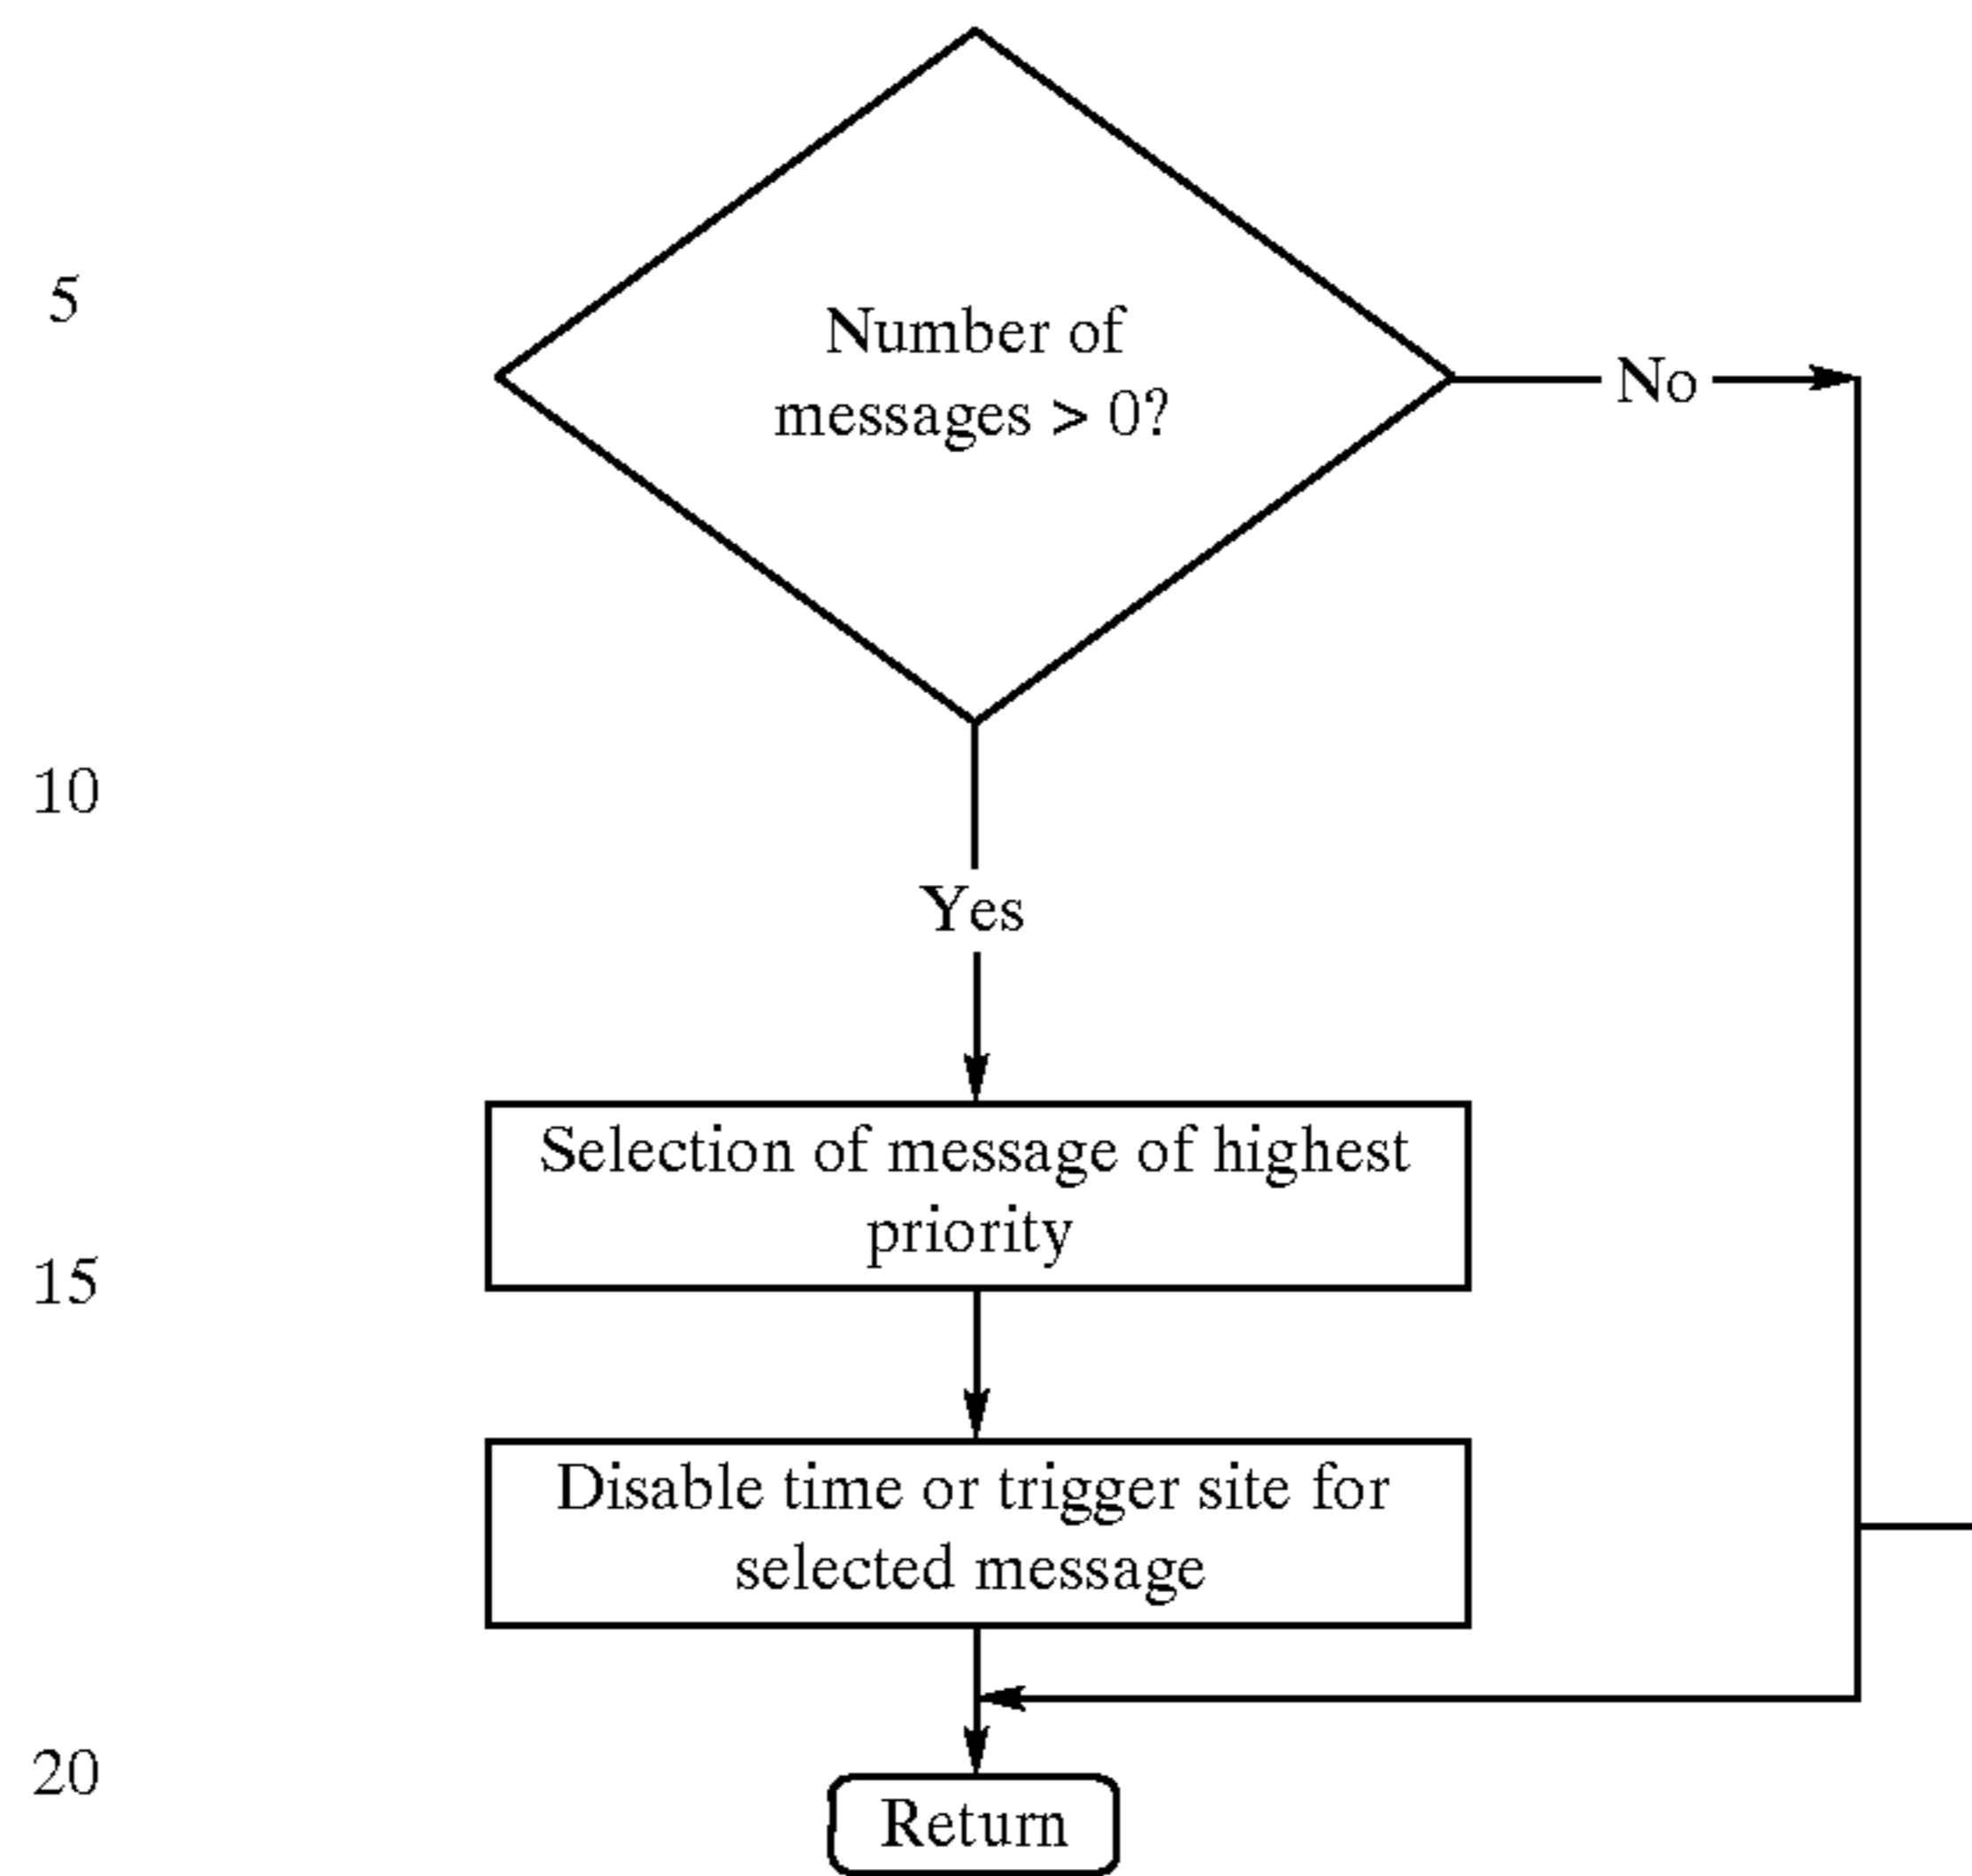 5
Number of
messages > 0?
No
10
Yes
Selection of message of highest
priority
15
Disable time or trigger site for
selected message
20
Return